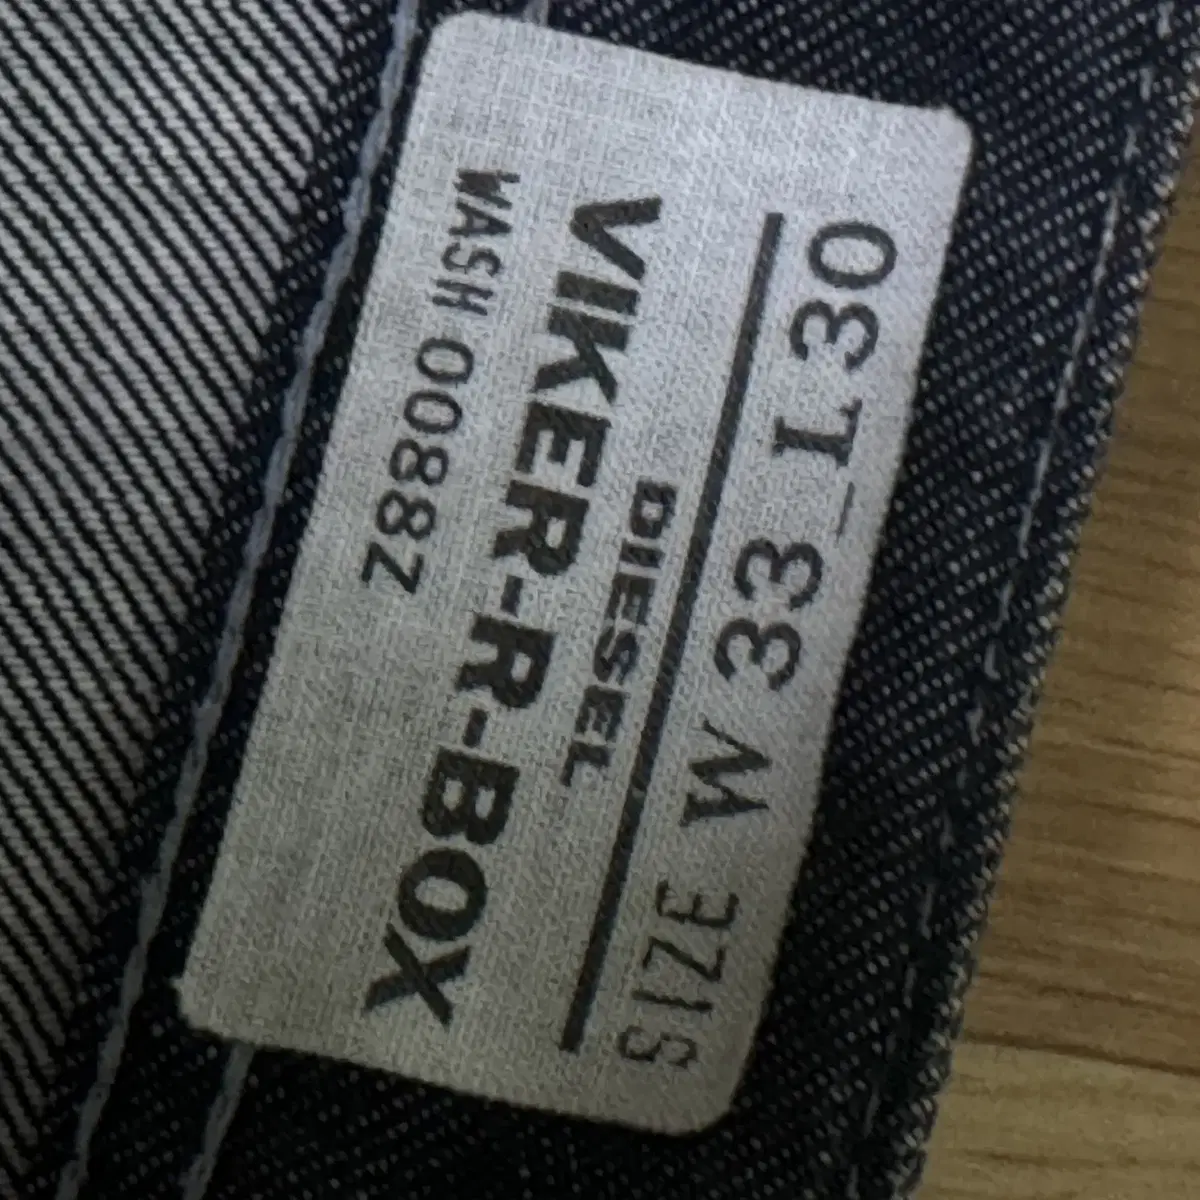 SIZE W 33_L30
DIESEL
VIKER-R-BOX
WASH 0088Z